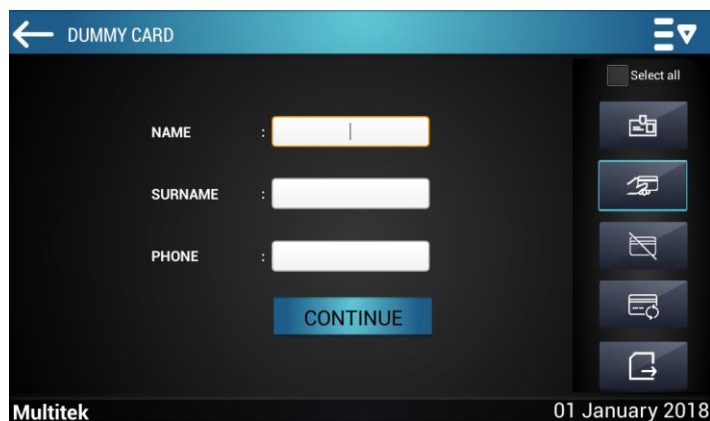 DUMMY CARD
Select all
NAME :
SURNAME :
PHONE :
CONTINUE
Multitek
01 January 2018